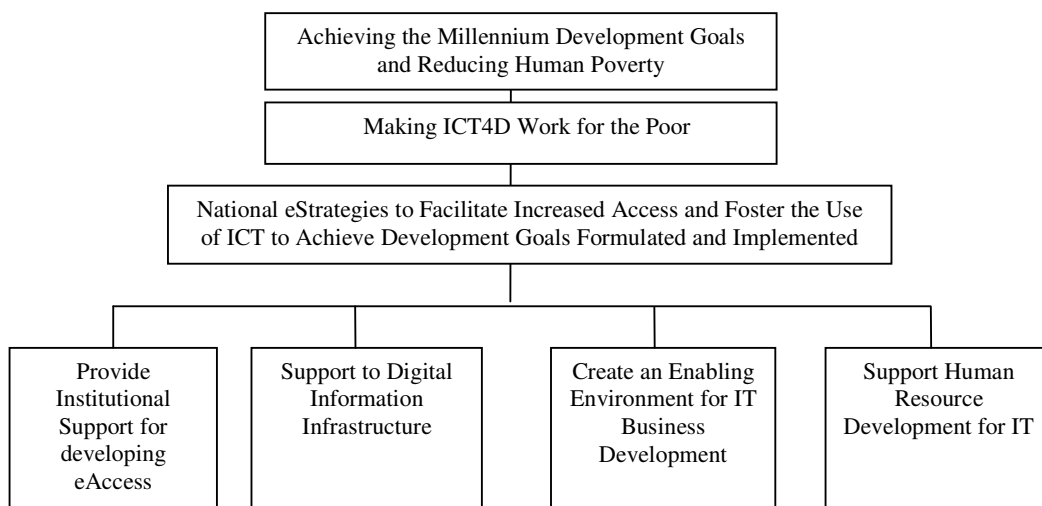 Achieving the Millennium Development Goals
and Reducing Human Poverty
Making ICT4D Work for the Poor
National eStrategies to Facilitate Increased Access and Foster the Use
of ICT to Achieve Development Goals Formulated and Implemented
Provide
Institutional
Support for
developing
eAccess
Support to Digital
Information
Infrastructure
Create an Enabling
Environment for IT
Business
Development
Support Human
Resource
Development for IT